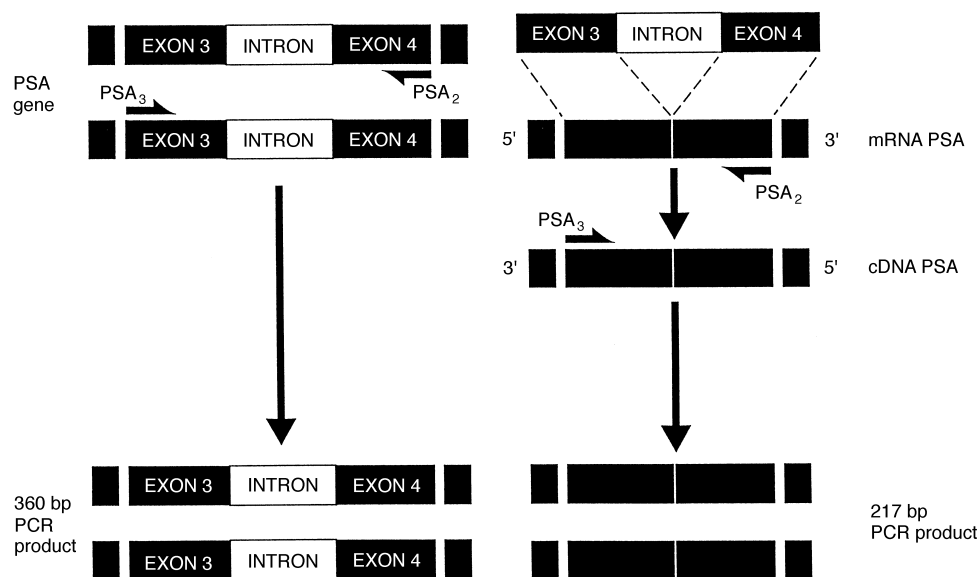 EXON 3 INTRON EXON 4
PSA
gene
PSA2
PSA3
EXON 3 INTRON EXON 4
EXON 3 INTRON EXON 4
5' 3' mRNA PSA
PSA2
PSA3
3' 5' cDNA PSA
EXON 3 INTRON EXON 4
360 bp
PCR
product
EXON 3 INTRON EXON 4
217 bp
PCR product